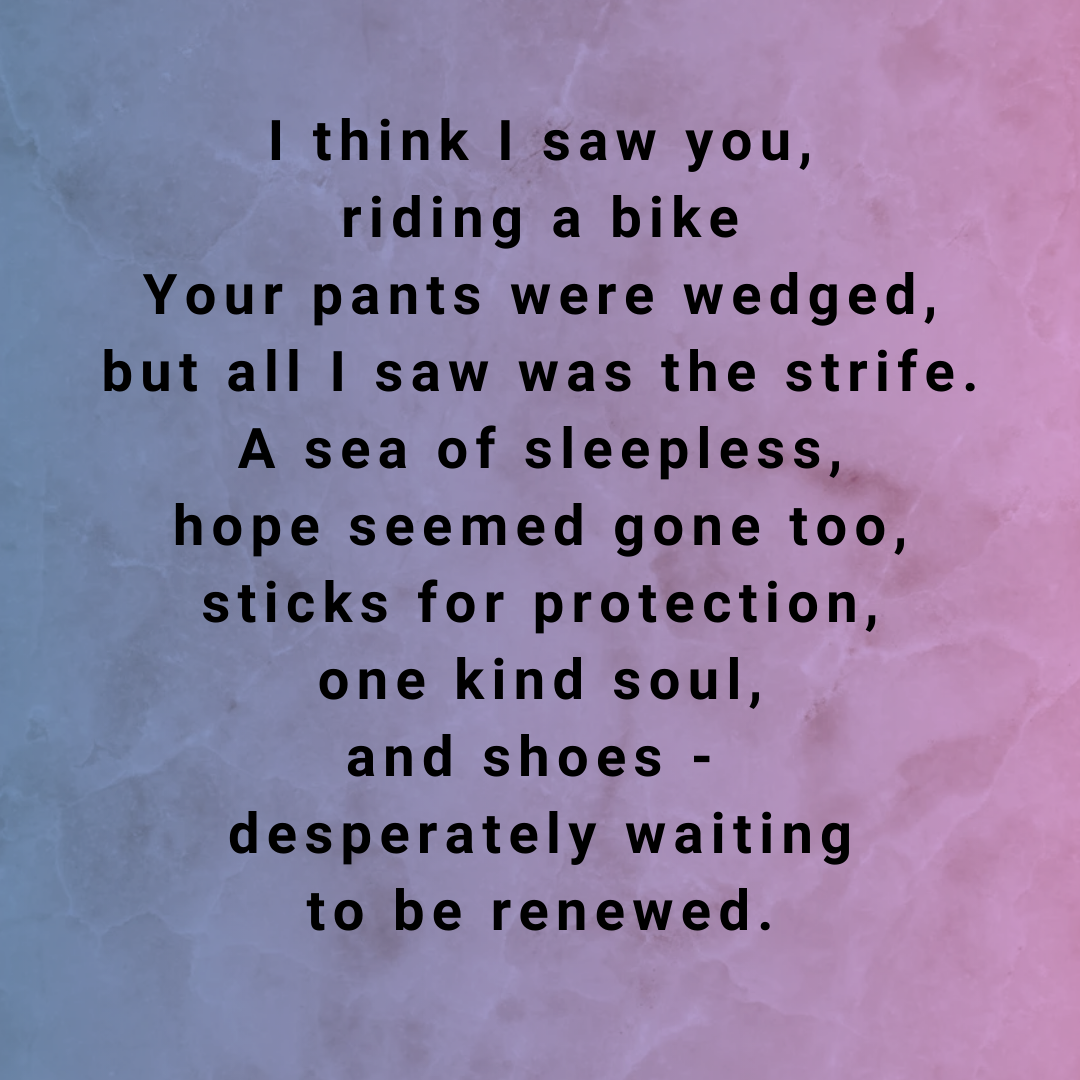 I think I saw you,
riding a bike
Your pants were wedged,
but all I saw was the strife.
A sea of sleepless,
hope seemed gone too,
sticks for protection,
one kind soul,
and shoes -
desperately waiting
to be renewed.